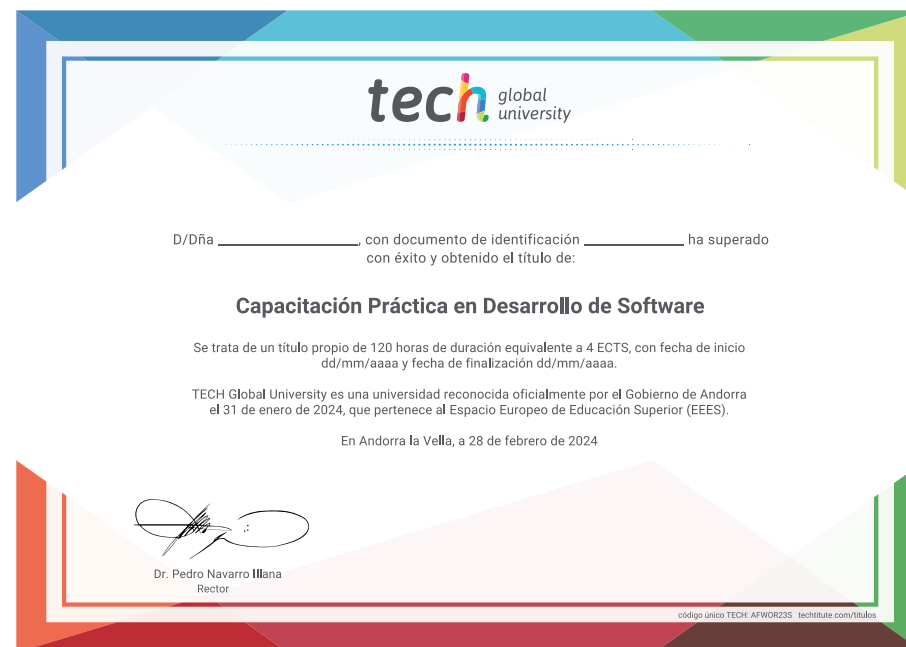 tech global university
D/Dña ______________, con documento de identificación __________ ha superado
con éxito y obtenido el título de:
Capacitación Práctica en Desarrollo de Software
Se trata de un título propio de 120 horas de duración equivalente a 4 ECTS, con fecha de inicio
dd/mm/aaaa y fecha de finalización dd/mm/aaaa.
TECH Global University es una universidad reconocida oficialmente por el Gobierno de Andorra
el 31 de enero de 2024, que pertenece al Espacio Europeo de Educación Superior (EEES).
En Andorra la Vella, a 28 de febrero de 2024
Dr. Pedro Navarro Illana
Rector
código único TECH: AFWOR23S techtitute.com/titulos